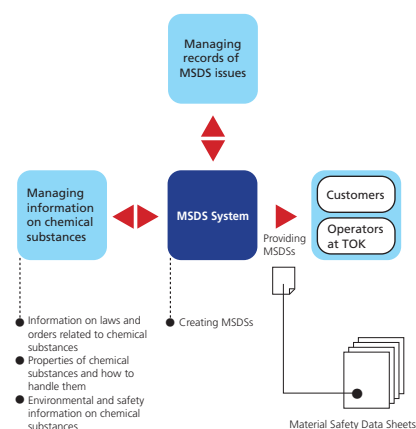 Managing
records of
MSDS issues
Managing
information
on chemical
substances
MSDS System
Customers
Operators
at TOK
Providing
MSDSs
Information on laws and
orders related to chemical
substances
Properties of chemical
substances and how to
handle them
Environmental and safety
information on chemical
substances
Creating MSDSs
Material Safety Data Sheets